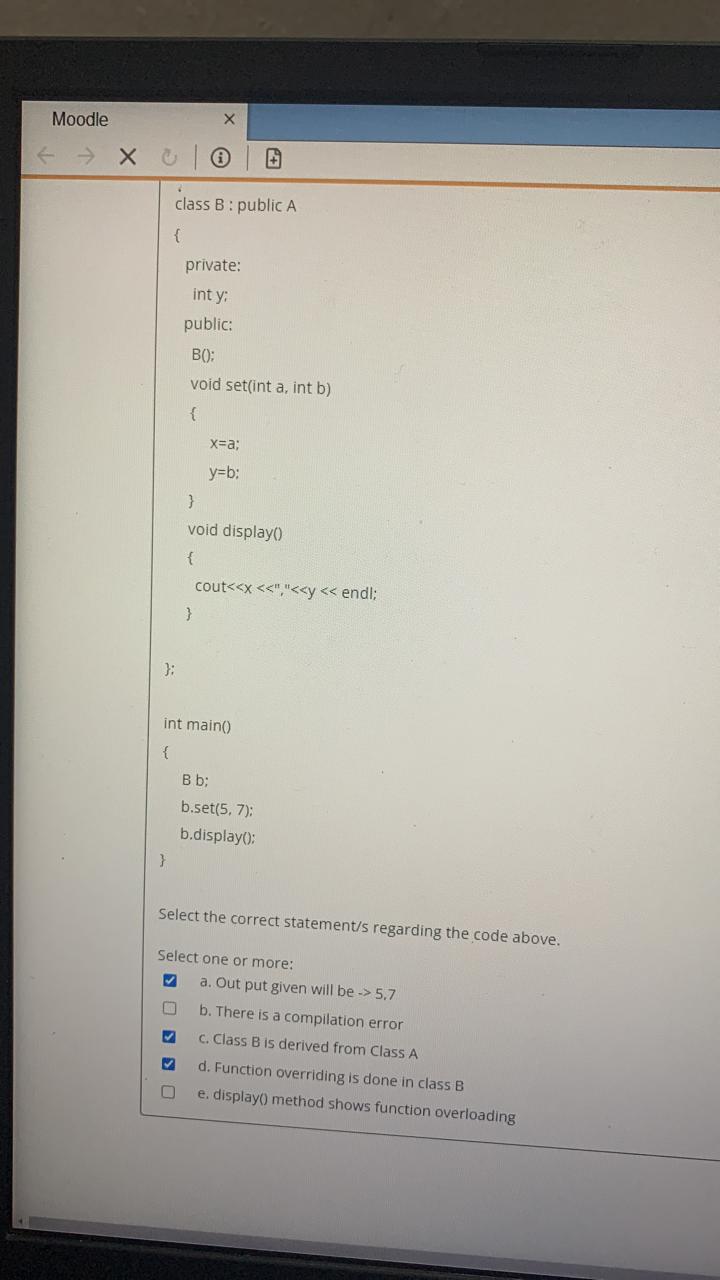 Moodle
class B : public A
{
private:
int y;
public:
B();
void set(int a, int b)
{
x=a;
y=b;
}
void display()
{
cout<<x <<","<<y << endl;
}
};
int main()
{
B b;
b.set(5, 7);
b.display();
}
Select the correct statement/s regarding the code above.
Select one or more:
a. Out put given will be -> 5,7
b. There is a compilation error
c. Class B is derived from Class A
d. Function overriding is done in class B
e. display() method shows function overloading